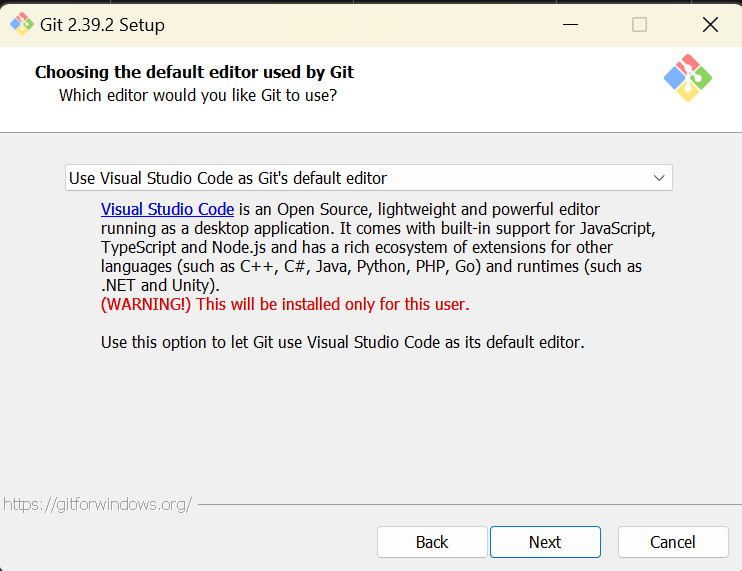 Git 2.39.2 Setup
Choosing the default editor used by Git
Which editor would you like Git to use?
Use Visual Studio Code as Git's default editor
Visual Studio Code is an Open Source, lightweight and powerful editor
running as a desktop application. It comes with built-in support for JavaScript,
TypeScript and Node.js and has a rich ecosystem of extensions for other
languages (such as C++, C#, Java, Python, PHP, Go) and runtimes (such as
.NET and Unity).
(WARNING!) This will be installed only for this user.
Use this option to let Git use Visual Studio Code as its default editor.
https://gitforwindows.org/
Back Next Cancel